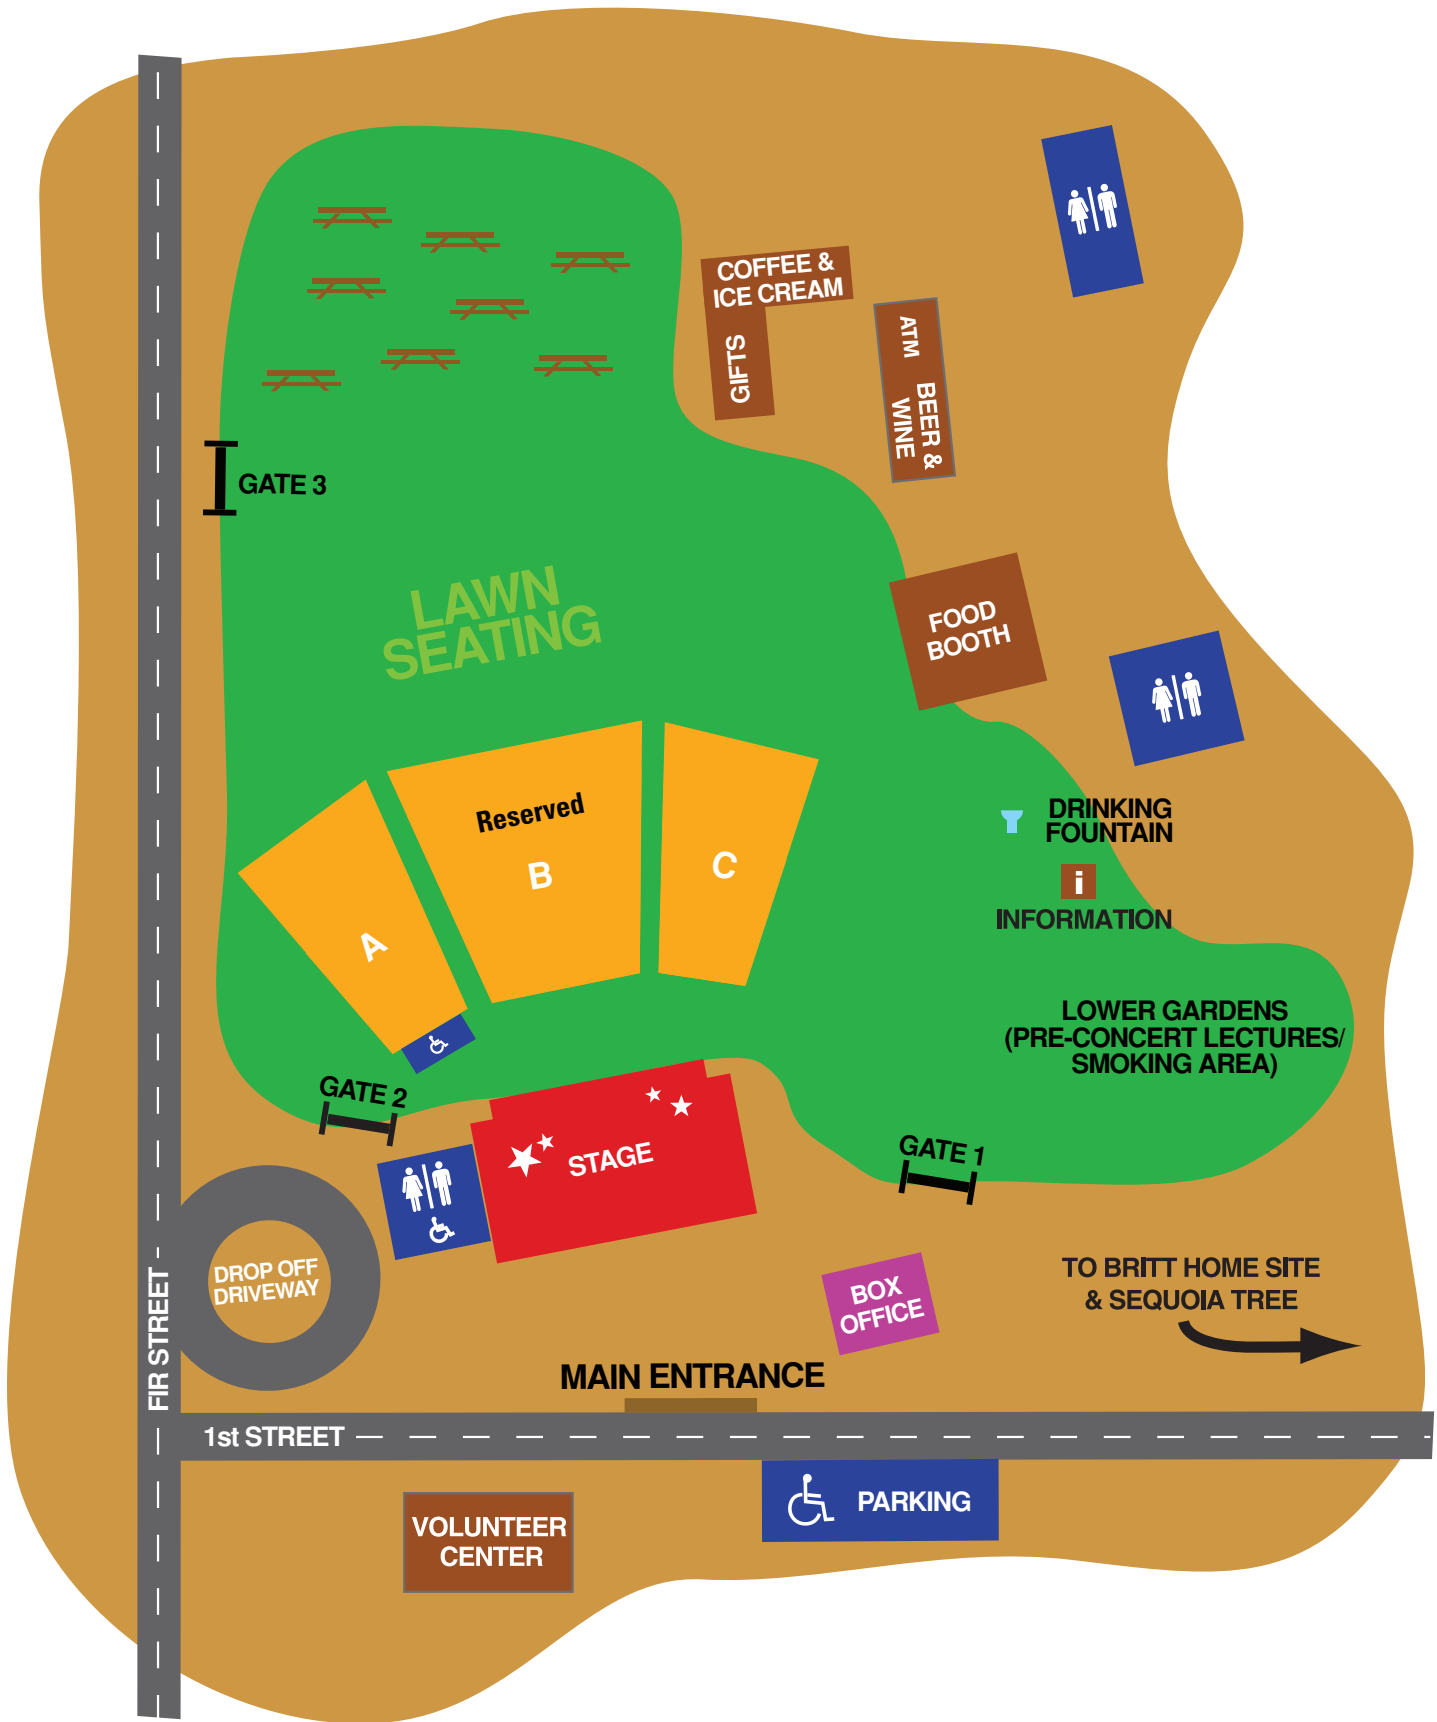 COFFEE &
ICE CREAM
GIFTS
ATM
BEER &
WINE
GATE 3
LAWN
SEATING
FOOD
BOOTH
Reserved
B
C
A
DRINKING
FOUNTAIN
i
INFORMATION
LOWER GARDENS
(PRE-CONCERT LECTURES/
SMOKING AREA)
GATE 2
STAGE
GATE 1
DROP OFF
DRIVEWAY
BOX
OFFICE
TO BRITT HOME SITE
& SEQUOIA TREE
FIR STREET
MAIN ENTRANCE
1st STREET
PARKING
VOLUNTEER
CENTER